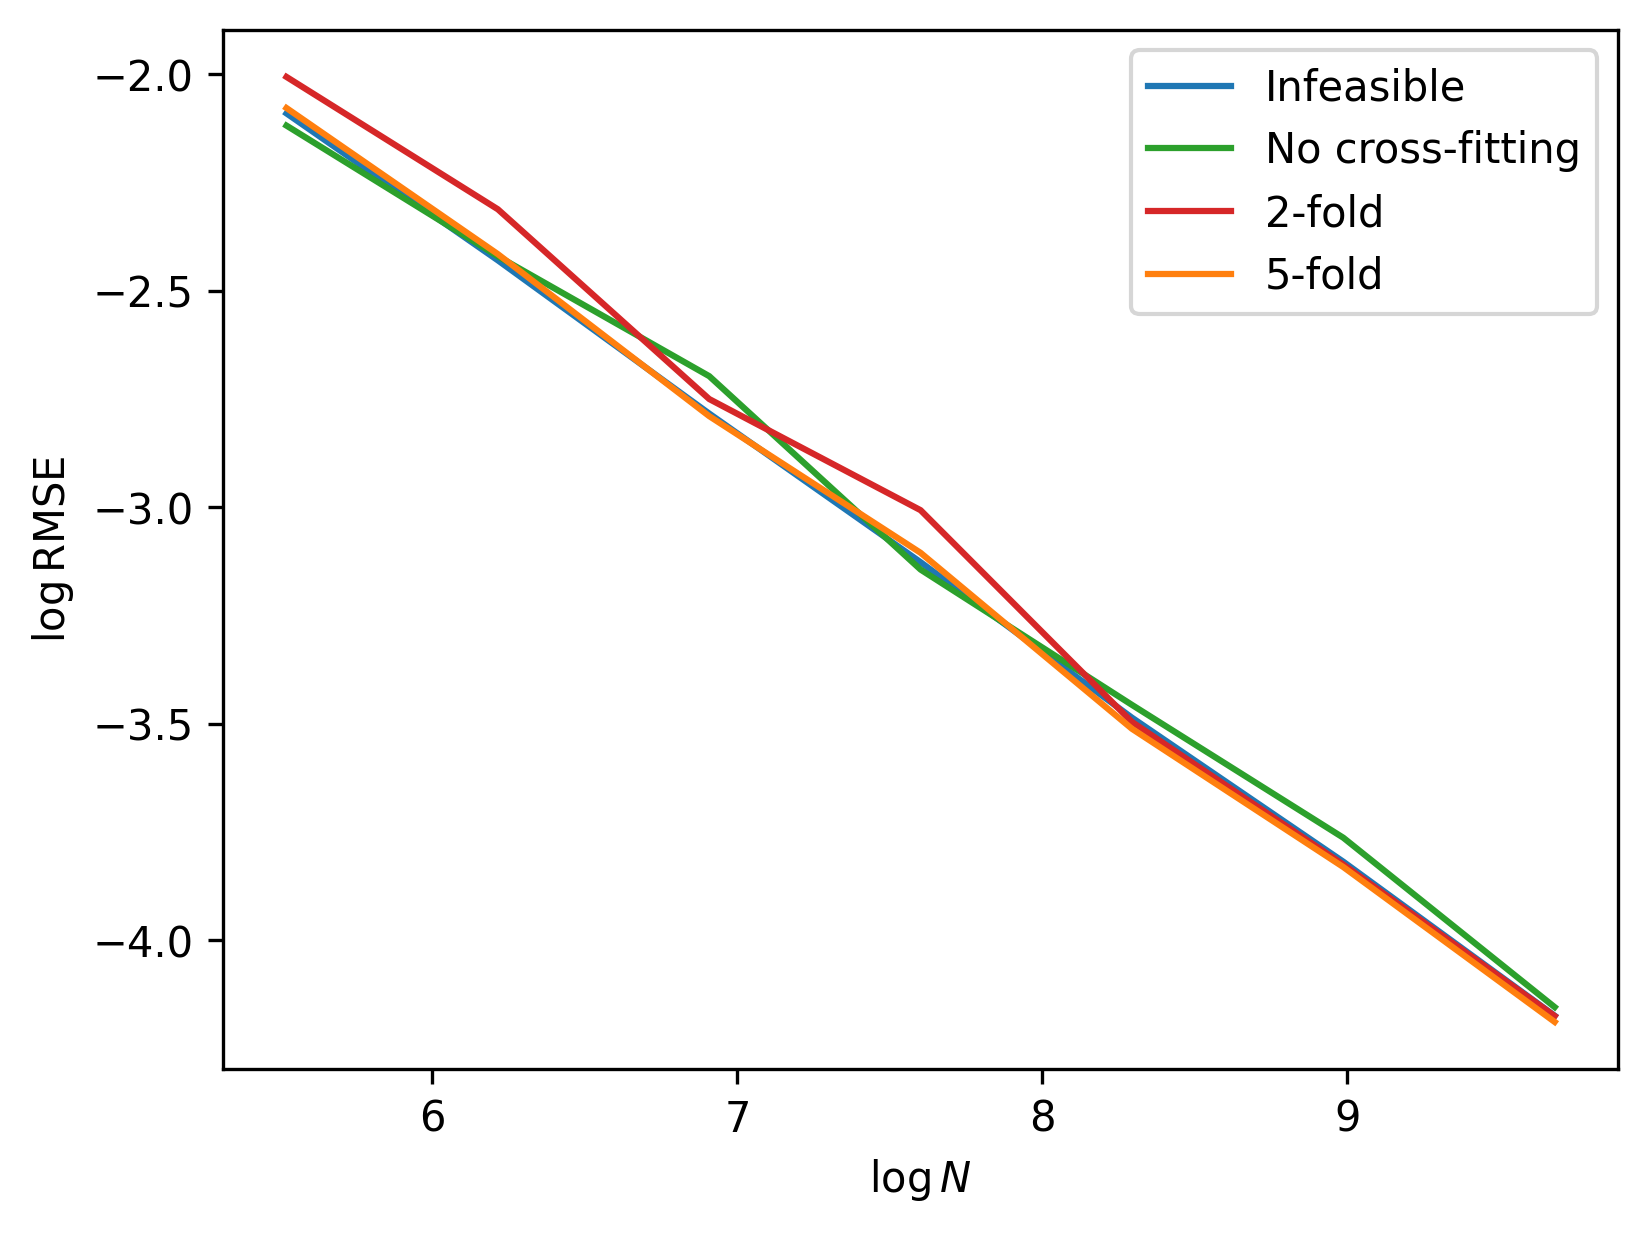 −2.0
−2.5
−3.0
−3.5
−4.0
log RMSE
6 7 8 9
log N
Infeasible
No cross-fitting
2-fold
5-fold